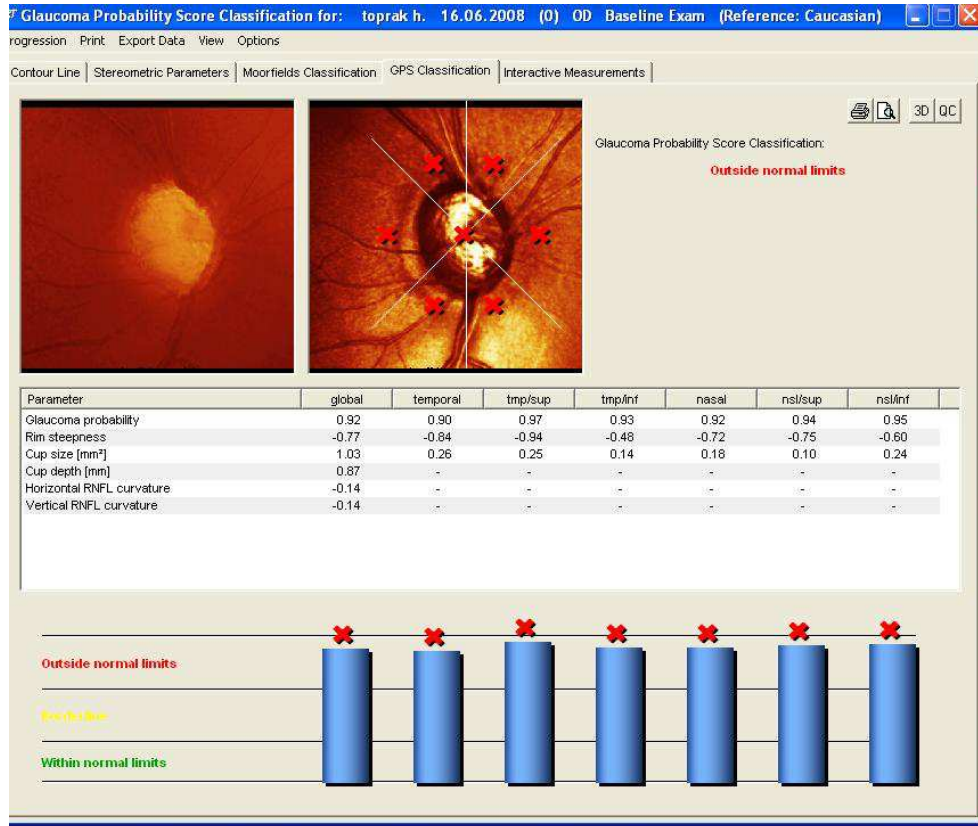 Glaucoma Probability Score Classification for: toprak h. 16.06.2008 (0) OD Baseline Exam (Reference: Caucasian)
rogression Print Export Data View Options
Contour Line Stereometric Parameters Moorfields Classification GPS Classification Interactive Measurements
3D QC
Glaucoma Probability Score Classification:
Outside normal limits
Parameter global temporal tmp/sup tmp/inf nasal nsl/sup nsl/inf
Glaucoma probability 0.92 0.90 0.97 0.93 0.92 0.94 0.95
Rim steepness -0.77 -0.84 -0.94 -0.48 -0.72 -0.75 -0.60
Cup size [mm²] 1.03 0.26 0.25 0.14 0.18 0.10 0.24
Cup depth [mm] 0.87 - - - - - -
Horizontal RNFL curvature -0.14 - - - - - -
Vertical RNFL curvature -0.14 - - - - - -
Outside normal limits
Borderline
Within normal limits